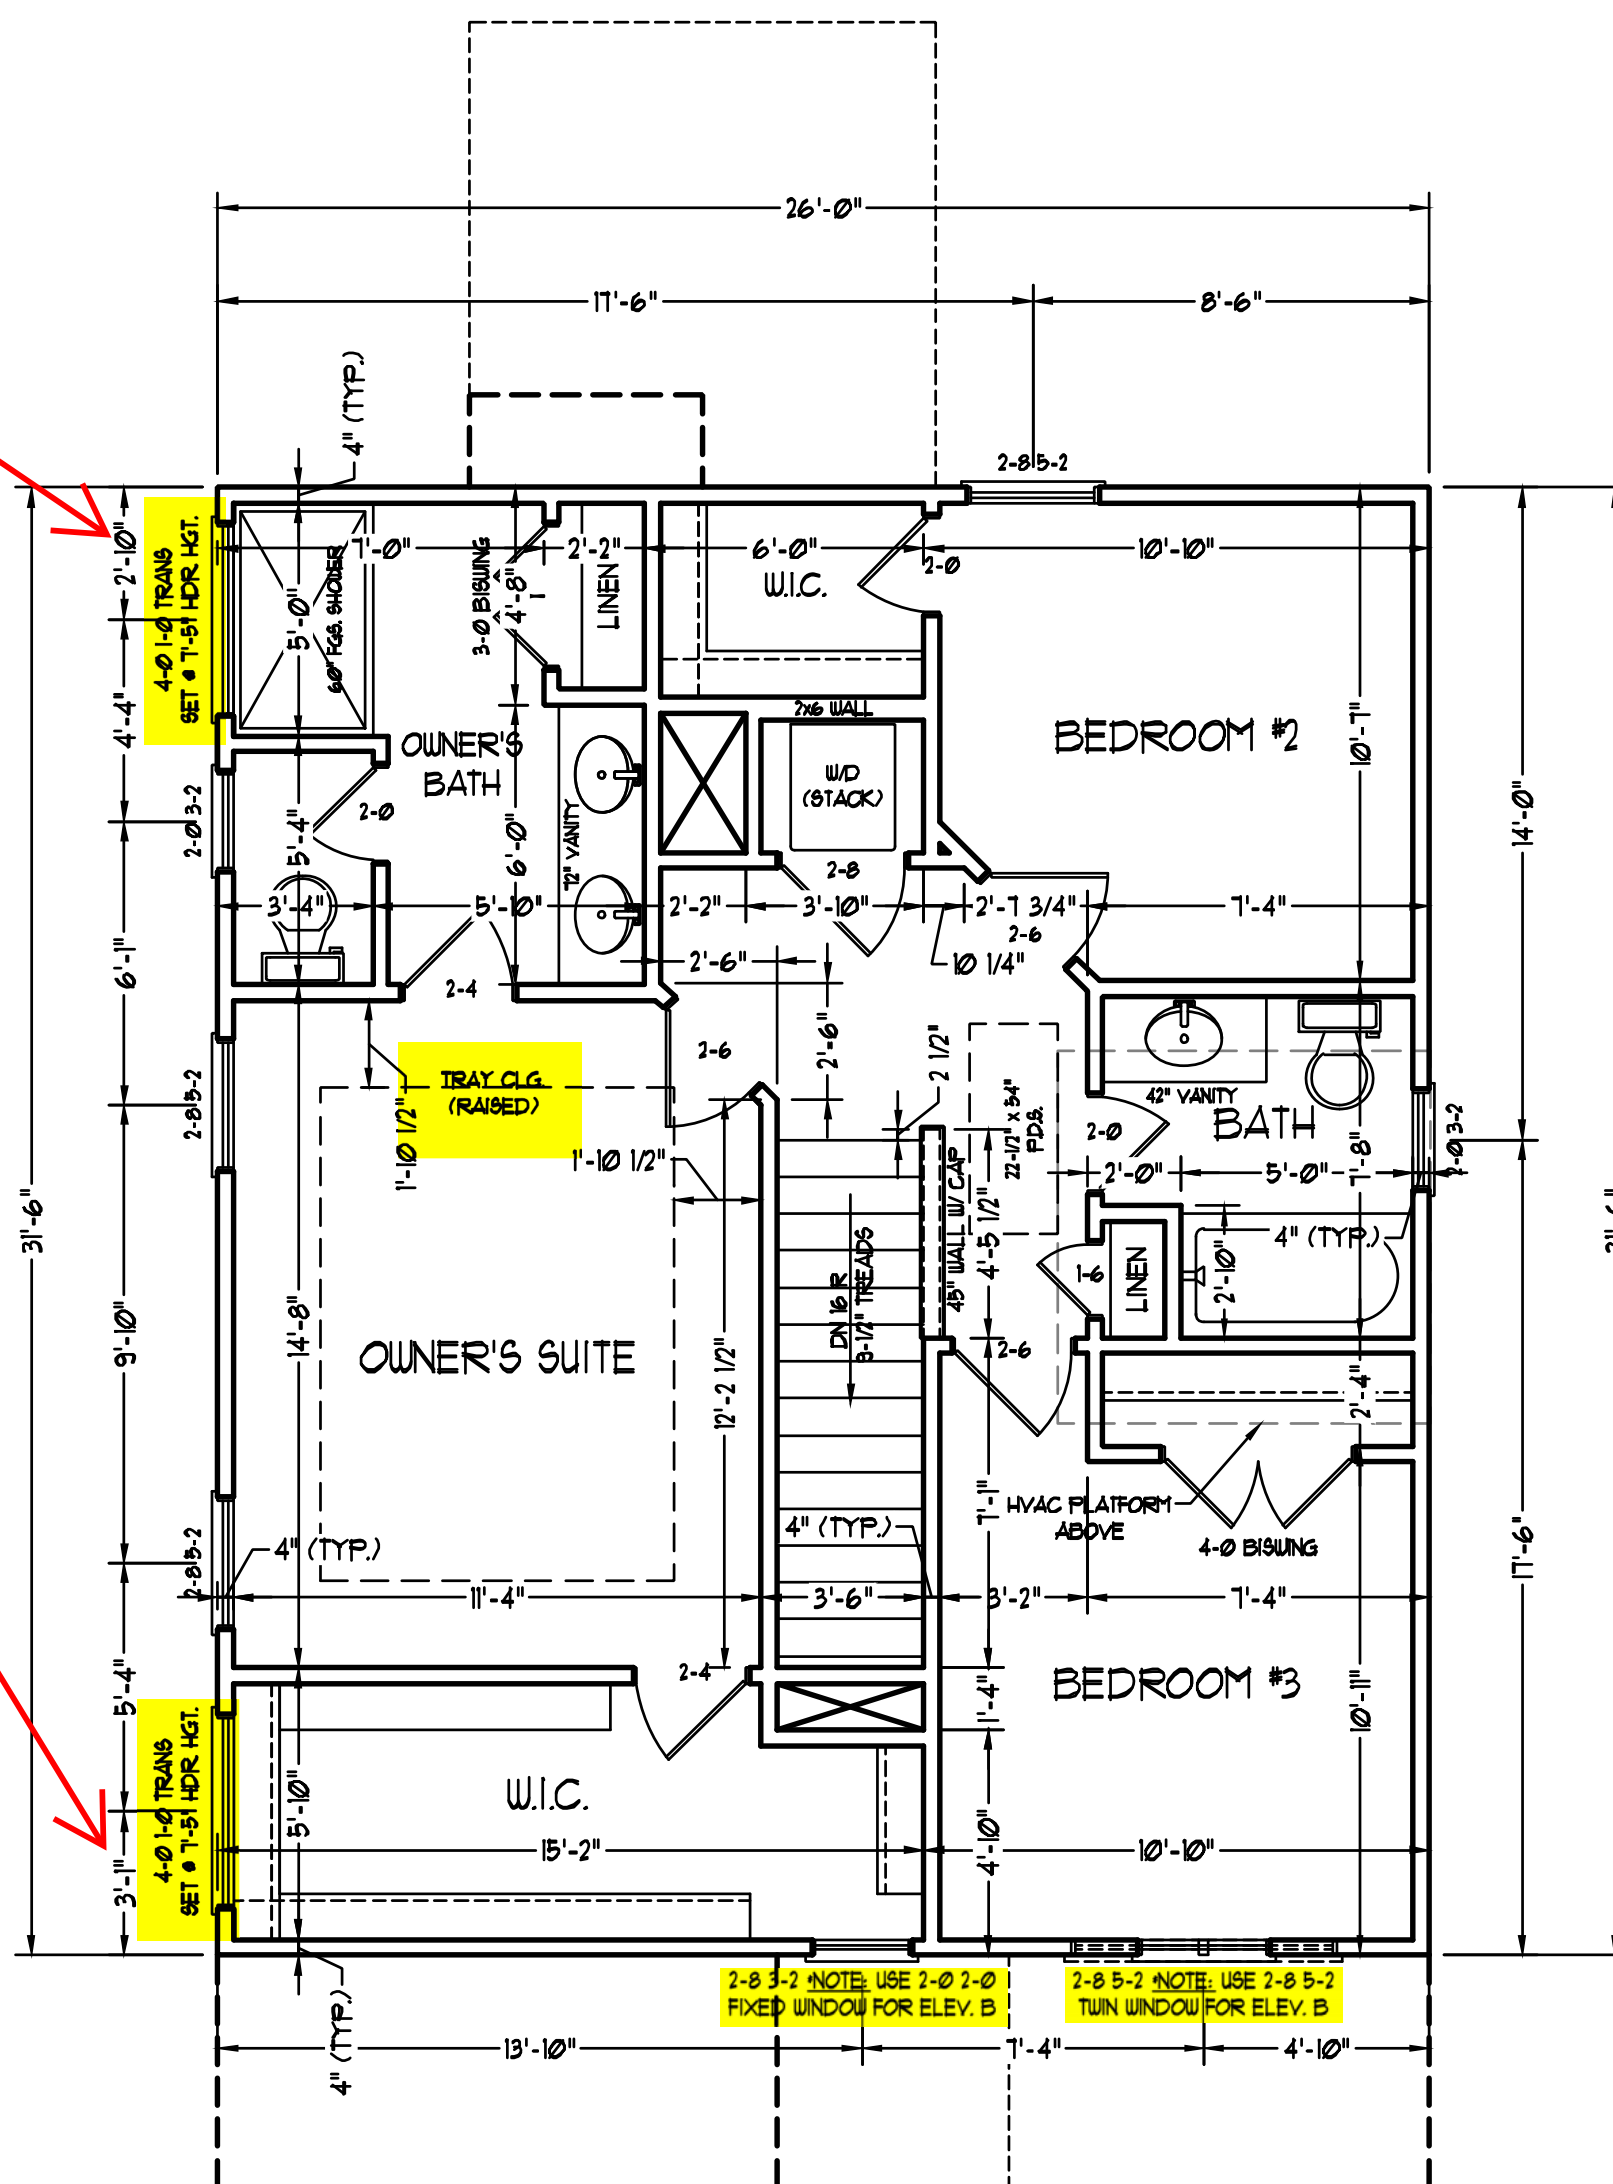 26'-0"
17'-6"
8'-6"
4" (TYP.)
2-8 5-2
2'-10"
4-0 1-0 TRANS
SET @ 7'-5" HDR HGT.
7'-0"
2'-2"
6'-0"
10'-10"
2-0
W.I.C.
5'-0"
60" FGS. SHOWER
3-0 BISWING
4'-8"
LINEN
4'-4"
2x6 WALL
BEDROOM #2
10'-7"
OWNER'S
BATH
W/D
(STACK)
2-0 3-2
2-0
5'-4"
6'-0"
72" VANITY
2-8
14'-0"
3'-4"
5'-10"
2'-2"
3'-10"
2'-7 3/4"
7'-4"
2-6
10 1/4"
2'-6"
6'-1"
2-4
2'-6"
2 1/2"
2-6
TRAY CLG.
(RAISED)
1'-10 1/2"
1'-10 1/2"
2-8 5-2
22-1/2" x 54"
P.D.S.
42" VANITY
BATH
2-0
2-0 3-2
2'-0"
5'-0"
7'-8"
31'-6"
45" WALL W/ CAP
4'-5 1/2"
4" (TYP.)
2'-10"
1-6
LINEN
DN 16 R
9-1/2" TREADS
9'-10"
14'-8"
OWNER'S SUITE
12'-2 1/2"
2-6
2'-4"
7'-1"
HVAC PLATFORM
ABOVE
4-0 BISWING
17'-6"
4" (TYP.)
4" (TYP.)
2-8 5-2
11'-4"
3'-6"
3'-2"
7'-4"
2-4
5'-4"
1'-4"
BEDROOM #3
10'-11"
4-0 1-0 TRANS
SET @ 7'-5" HDR HGT.
5'-10"
W.I.C.
15'-2"
4'-10"
10'-10"
3'-1"
2-8 3-2 *NOTE: USE 2-0 2-0
FIXED WINDOW FOR ELEV. B
2-8 5-2 *NOTE: USE 2-8 5-2
TWIN WINDOW FOR ELEV. B
4" (TYP.)
13'-10"
7'-4"
4'-10"